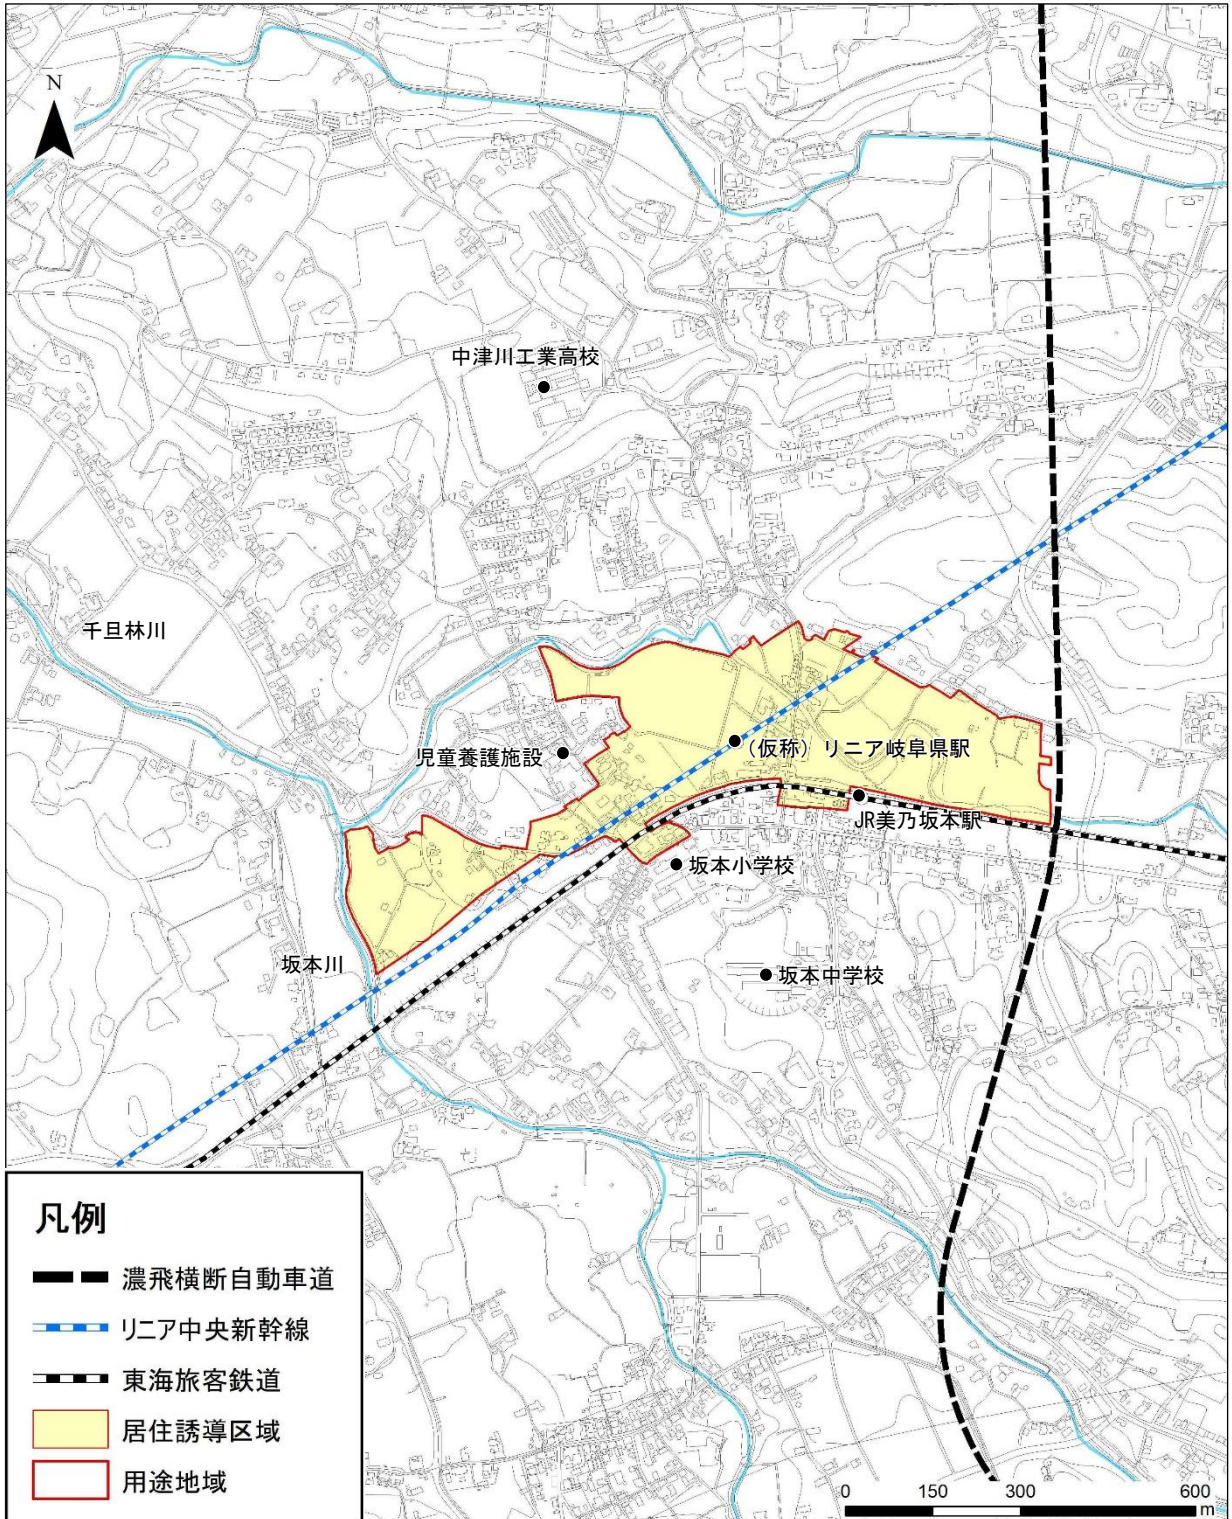 N
中津川工業高校
千旦林川
児童養護施設
（仮称）リニア岐阜県駅
JR美乃坂本駅
坂本小学校
坂本川
坂本中学校
凡例
濃飛横断自動車道
リニア中央新幹線
東海旅客鉄道
居住誘導区域
用途地域
0 150 300 600
m